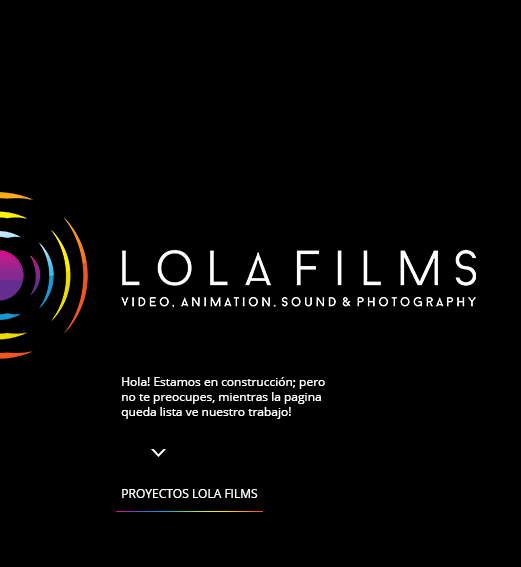 LOLA FILMS
VIDEO. ANIMATION. SOUND & PHOTOGRAPHY
Hola! Estamos en construcción; pero
no te preocupes, mientras la pagina
queda lista ve nuestro trabajo!
PROYECTOS LOLA FILMS